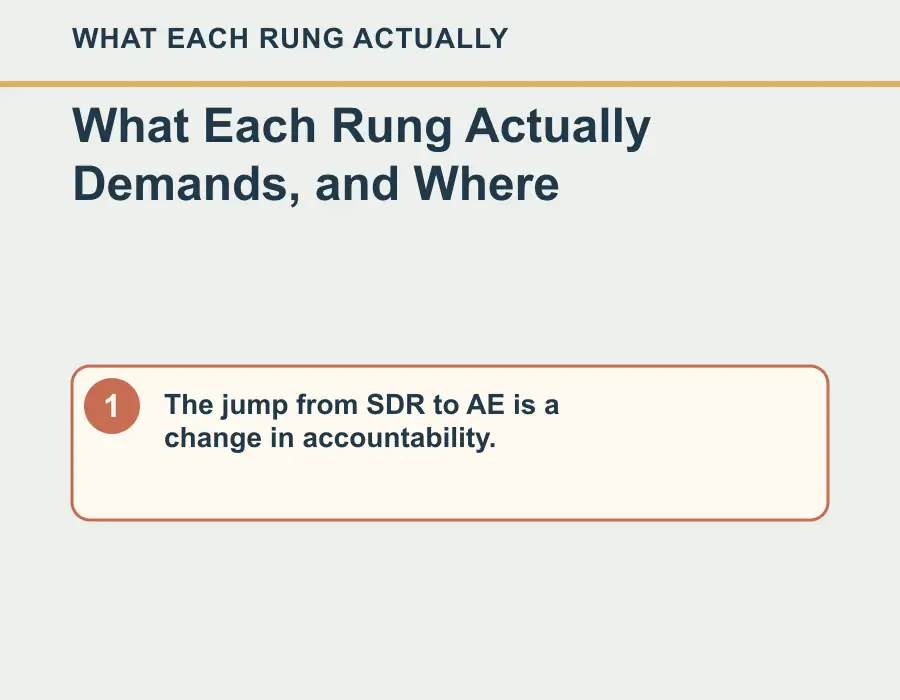 WHAT EACH RUNG ACTUALLY
What Each Rung Actually
Demands, and Where
1
The jump from SDR to AE is a
change in accountability.